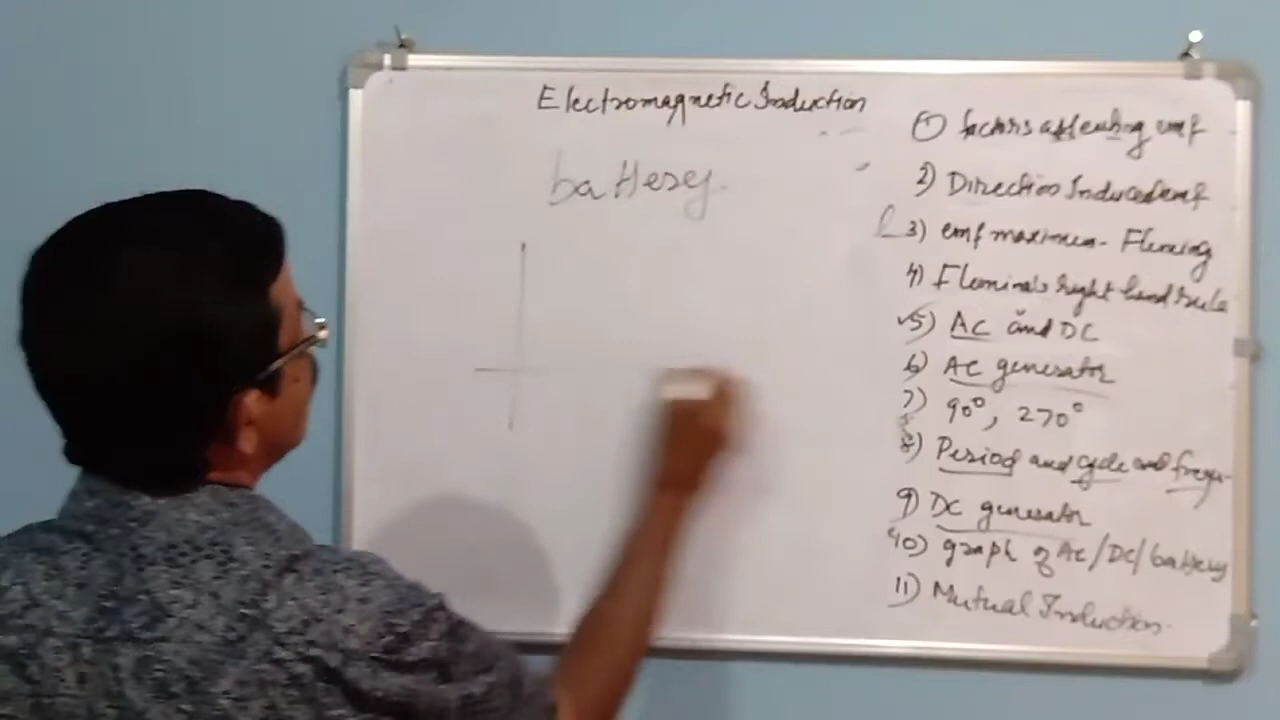 Electromagnetic Induction
battery.
1) factors affecting emf
2) Direction Induced emf
3) emf maximum - Fleming
4) Fleming's right hand rule
5) AC and DC
6) AC generator
7) 90°, 270°
8) Period and cycle and
9) DC generator
10) graph of AC/DC/battery
11) Mutual Induction.